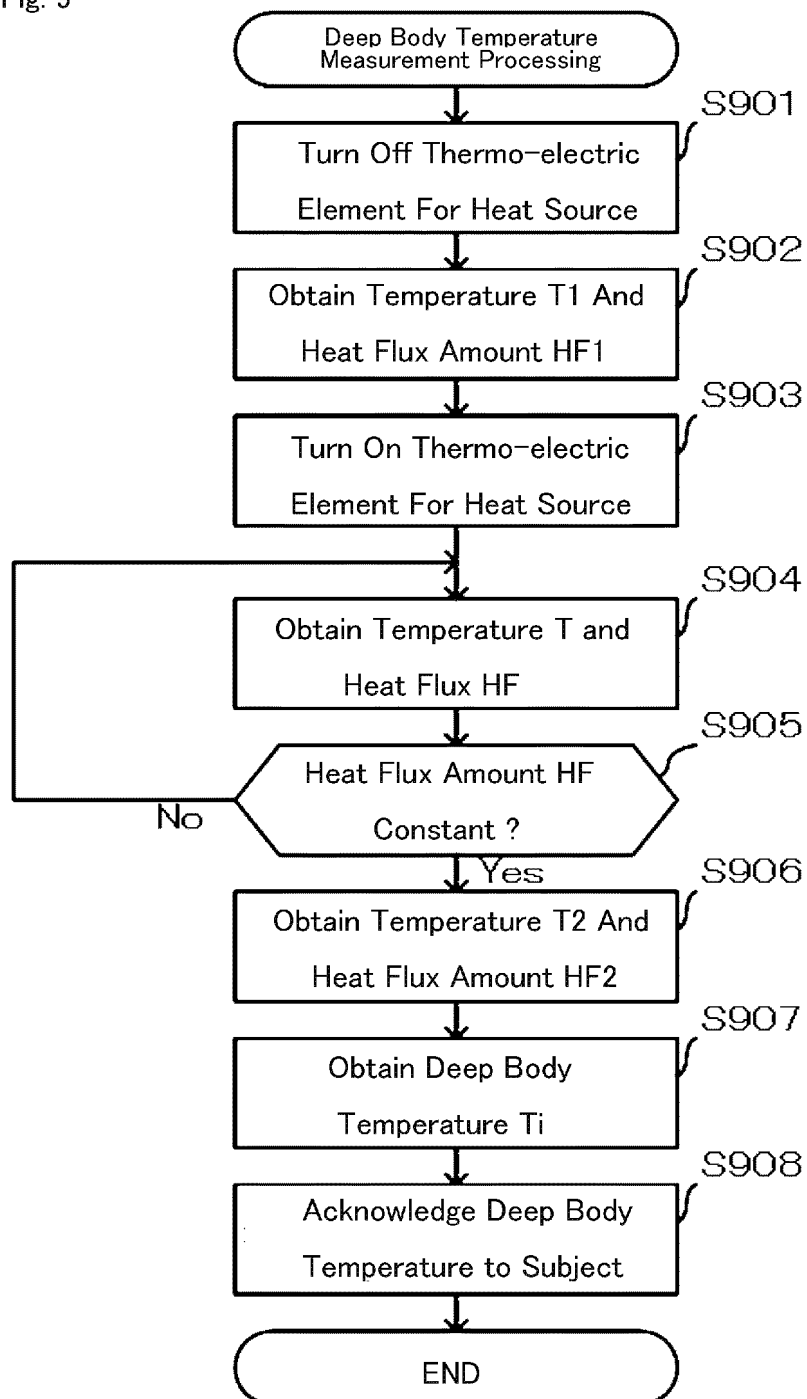 Deep Body Temperature
Measurement Processing
S901
Turn Off Thermo-electric
Element For Heat Source
S902
Obtain Temperature T1 And
Heat Flux Amount HF1
S903
Turn On Thermo-electric
Element For Heat Source
S904
Obtain Temperature T and
Heat Flux HF
S905
Heat Flux Amount HF
Constant ?
No
Yes
S906
Obtain Temperature T2 And
Heat Flux Amount HF2
S907
Obtain Deep Body
Temperature Ti
S908
Acknowledge Deep Body
Temperature to Subject
END